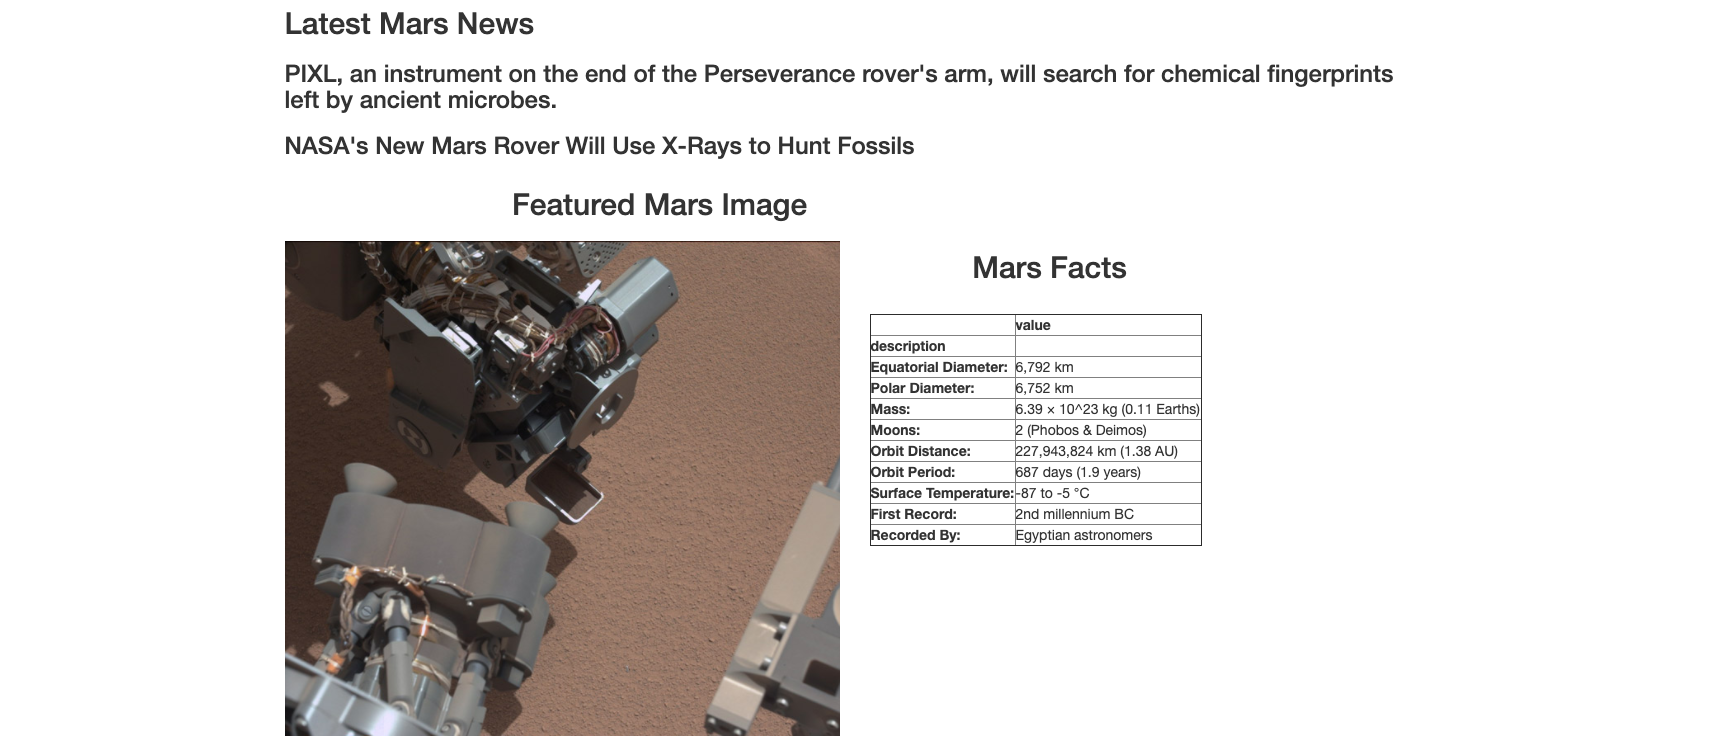 Latest Mars News
PIXL, an instrument on the end of the Perseverance rover's arm, will search for chemical fingerprints
left by ancient microbes.
NASA's New Mars Rover Will Use X-Rays to Hunt Fossils
Featured Mars Image
Mars Facts
value
description
Equatorial Diameter: 6,792 km
Polar Diameter: 6,752 km
Mass: 6.39 × 10^23 kg (0.11 Earths)
Moons: 2 (Phobos & Deimos)
Orbit Distance: 227,943,824 km (1.38 AU)
Orbit Period: 687 days (1.9 years)
Surface Temperature: -87 to -5 °C
First Record: 2nd millennium BC
Recorded By: Egyptian astronomers